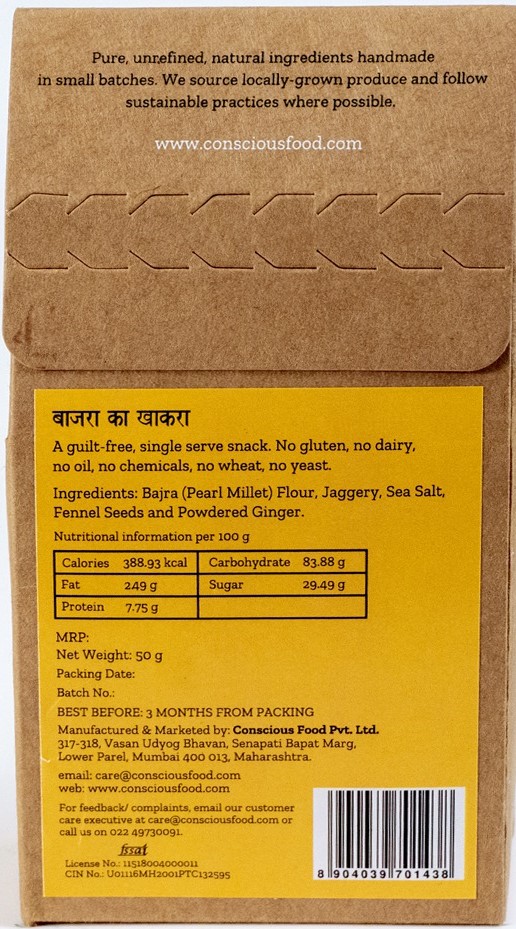 Pure, unrefined, natural ingredients handmade
in small batches. We source locally-grown produce and follow
sustainable practices where possible.
www.consciousfood.com
बाजरा का खाकरा
A guilt-free, single serve snack. No gluten, no dairy,
no oil, no chemicals, no wheat, no yeast.
Ingredients: Bajra (Pearl Millet) Flour, Jaggery, Sea Salt,
Fennel Seeds and Powdered Ginger.
Nutritional information per 100 g
Calories 388.93 kcal Carbohydrate 83.88 g
Fat 2.49 g Sugar 29.49 g
Protein 7.75 g
MRP:
Net Weight: 50 g
Packing Date:
Batch No.:
BEST BEFORE: 3 MONTHS FROM PACKING
Manufactured & Marketed by: Conscious Food Pvt. Ltd.
317-318, Vasan Udyog Bhavan, Senapati Bapat Marg,
Lower Parel, Mumbai 400 013, Maharashtra.
email: care@consciousfood.com
web: www.consciousfood.com
For feedback/ complaints, email our customer
care executive at care@consciousfood.com or
call us on 022 49730091.
fssai
License No.: 11518004000011
CIN No.: U01116MH2001PTC132595
8 904039 701438